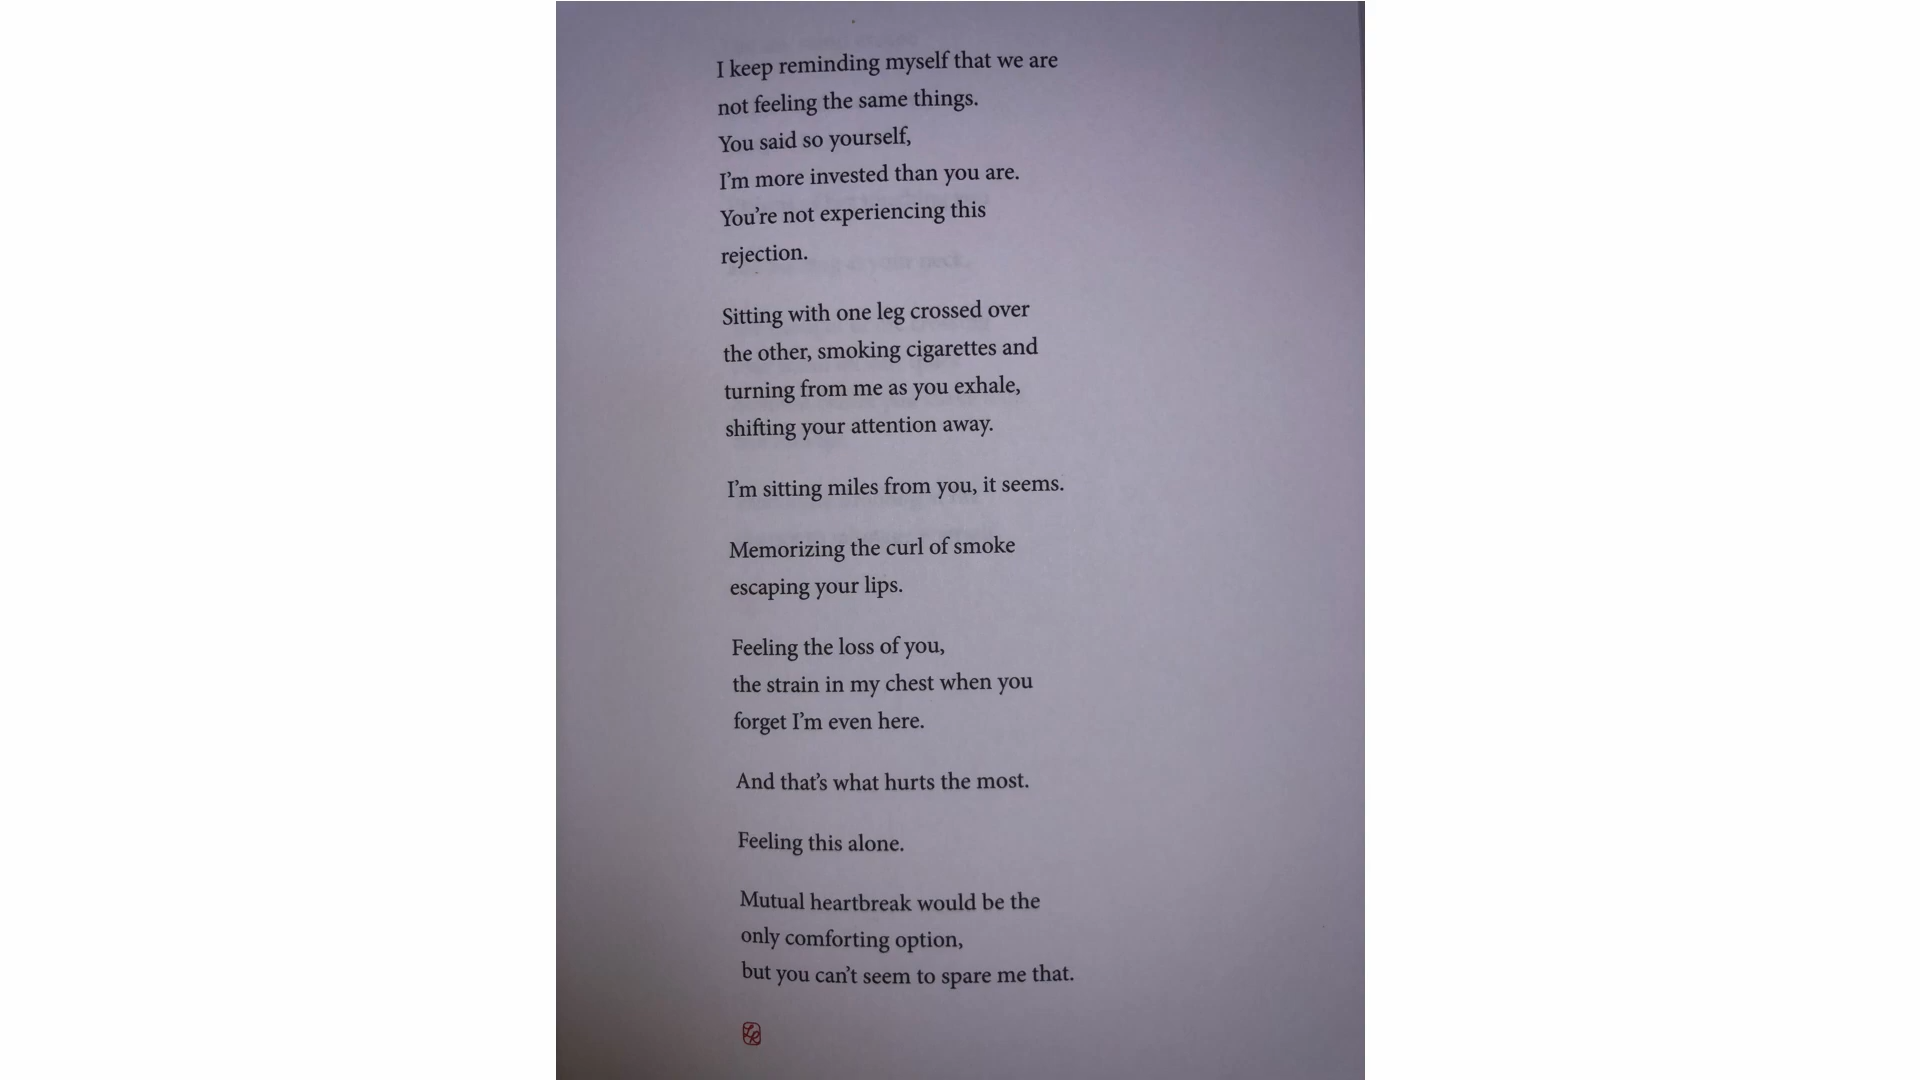 I keep reminding myself that we are
not feeling the same things.
You said so yourself,
I’m more invested than you are.
You’re not experiencing this
rejection.
Sitting with one leg crossed over
the other, smoking cigarettes and
turning from me as you exhale,
shifting your attention away.
I’m sitting miles from you, it seems.
Memorizing the curl of smoke
escaping your lips.
Feeling the loss of you,
the strain in my chest when you
forget I’m even here.
And that’s what hurts the most.
Feeling this alone.
Mutual heartbreak would be the
only comforting option,
but you can’t seem to spare me that.